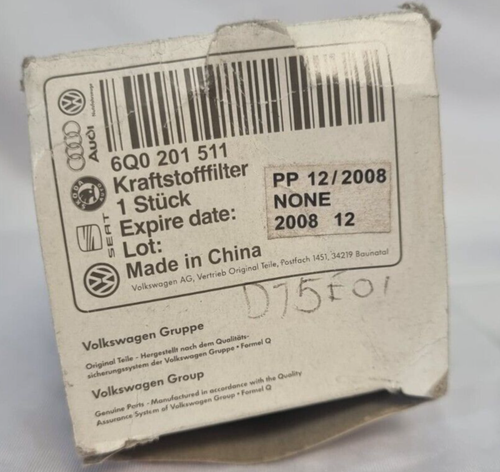 Audi
SEAT
6Q0 201 511
Kraftstofffilter
1 Stück
Expire date:
Lot:
Made in China
PP 12/2008
NONE
2008 12
Volkswagen AG, Vertrieb Original Teile, Postfach 1451, 34219 Baunatal
D75E01
Volkswagen Gruppe
Original Teile - Hergestellt nach dem Qualitäts-
sicherungssystem der Volkswagen Gruppe • Formel Q
Volkswagen Group
Genuine Parts - Manufactured in accordance with the Quality
Assurance System of Volkswagen Group • Formel Q